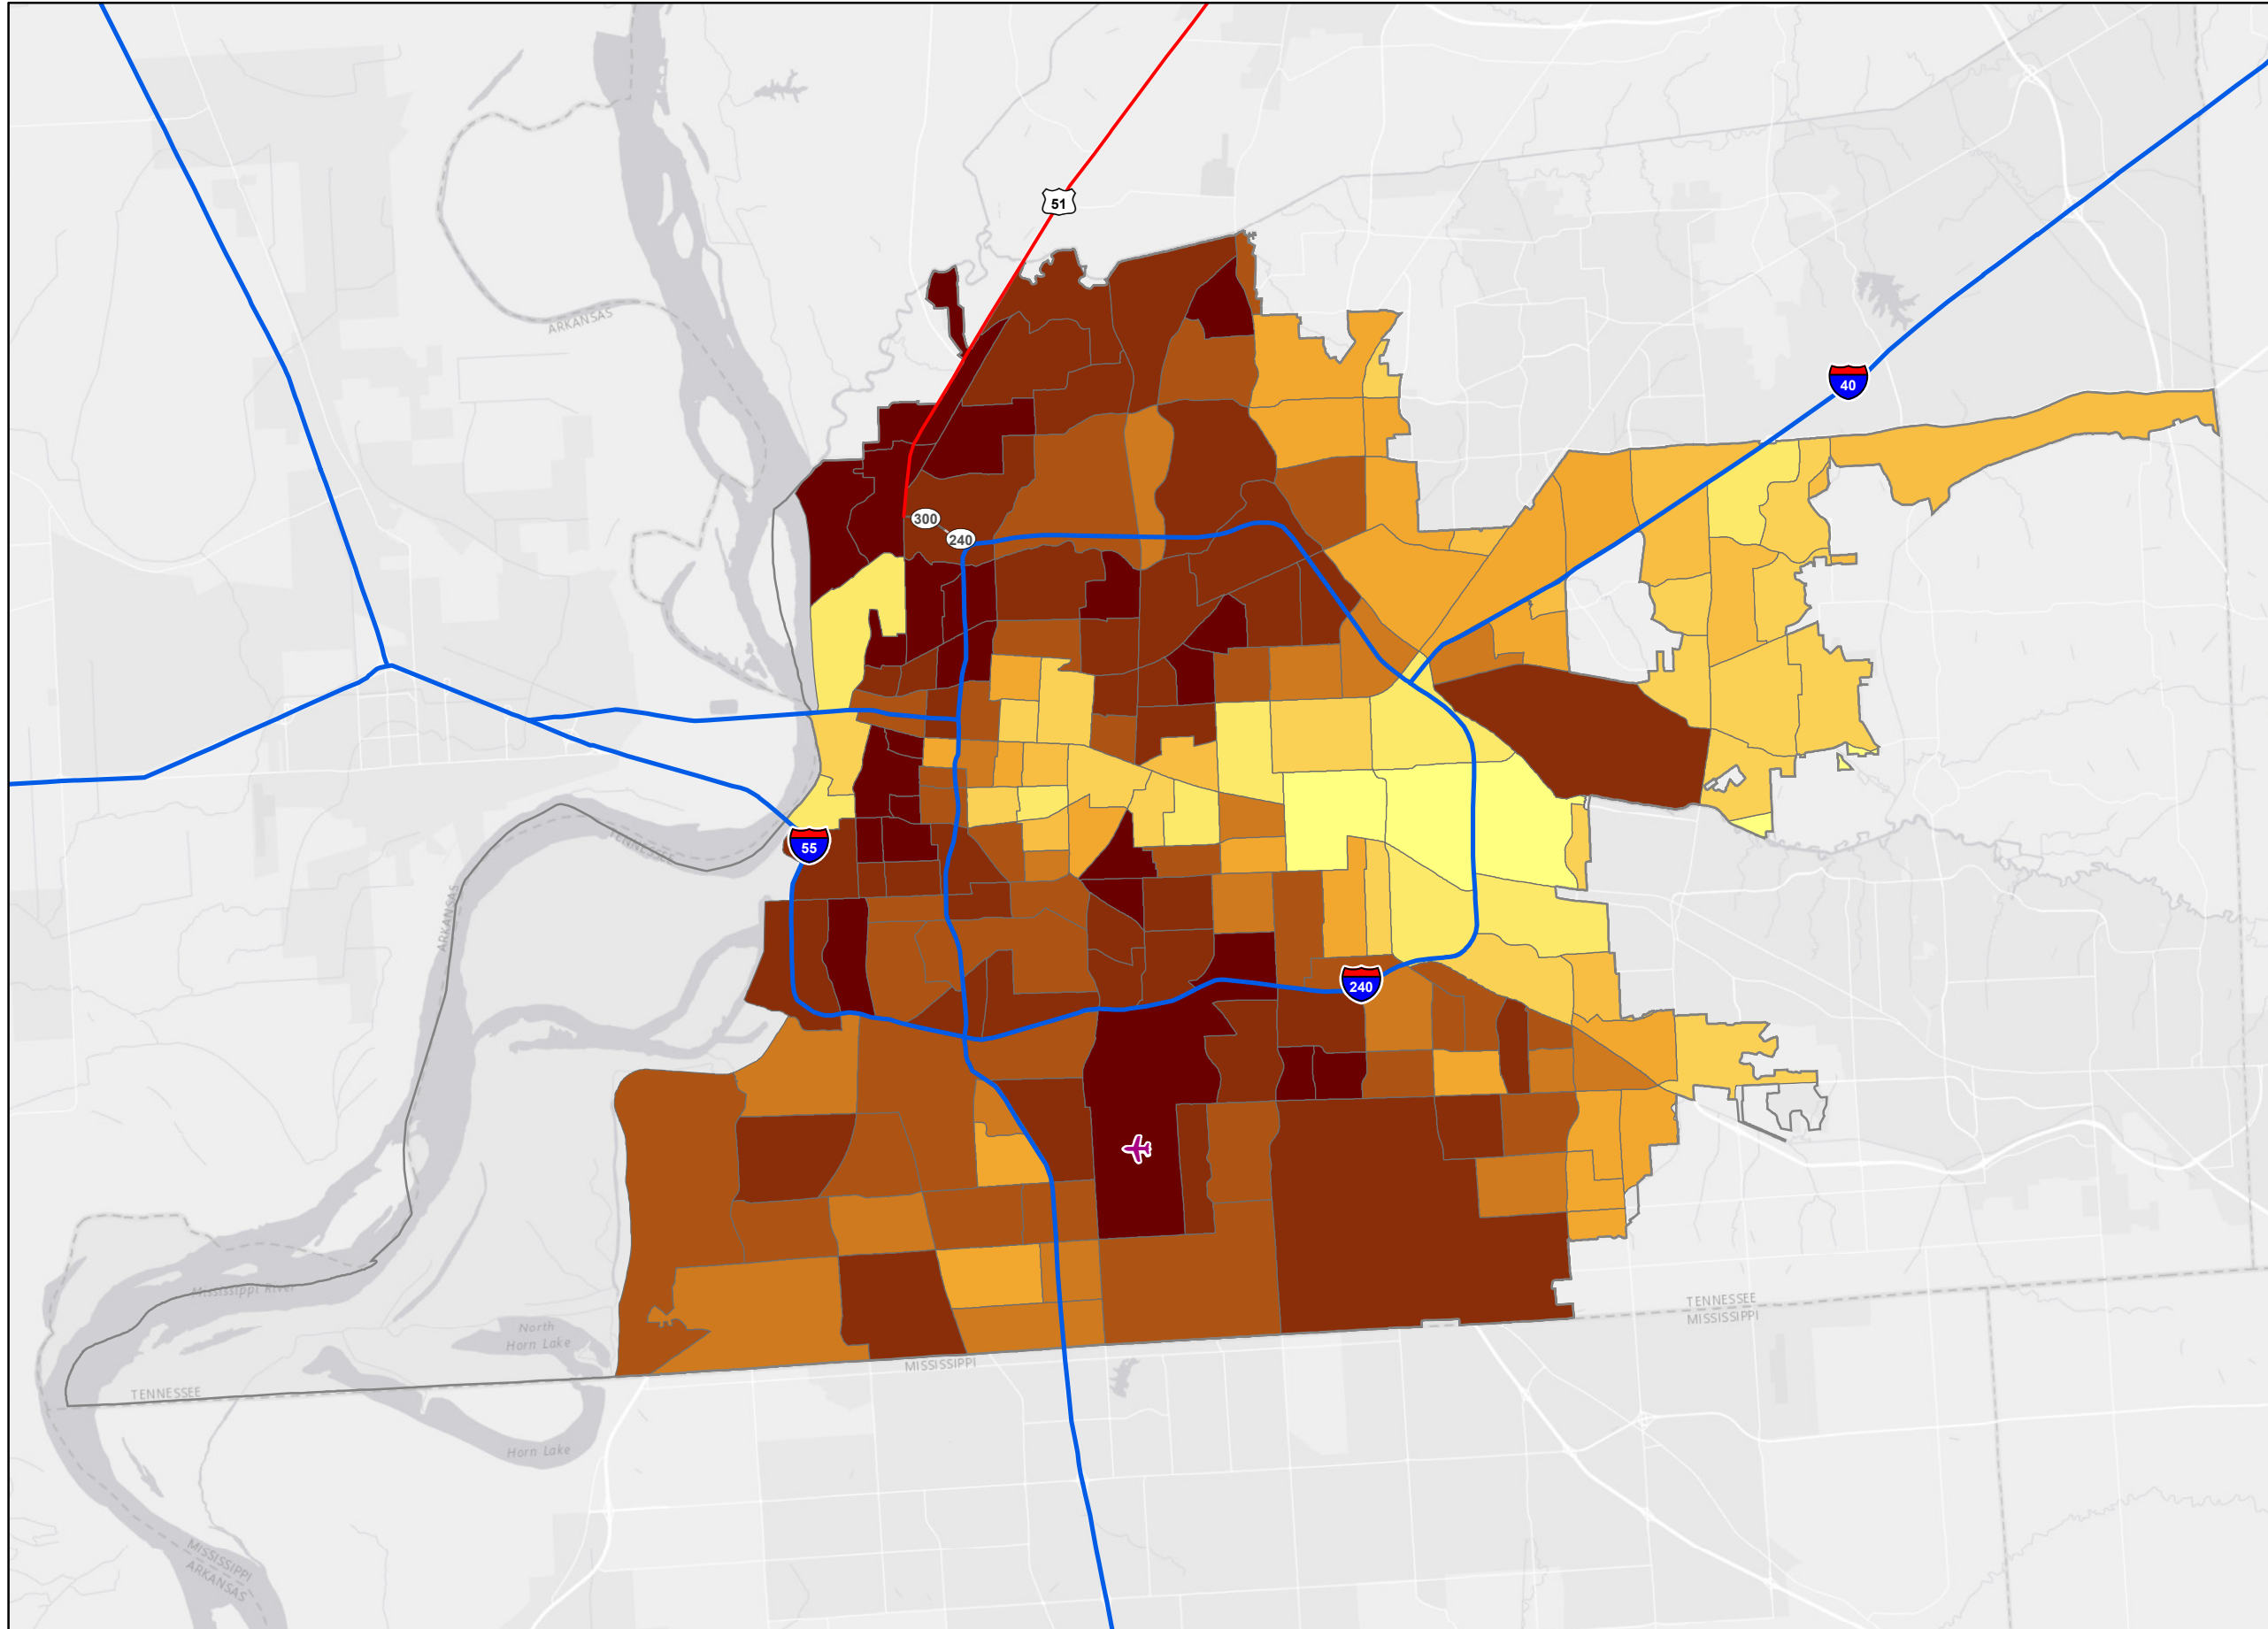 51
ARKANSAS
40
300
240
TENNESSEE
55
ARKANSAS
240
Mississippi River
TENNESSEE
MISSISSIPPI
North
Horn Lake
MISSISSIPPI
TENNESSEE
Horn Lake
MISSISSIPPI
ARKANSAS